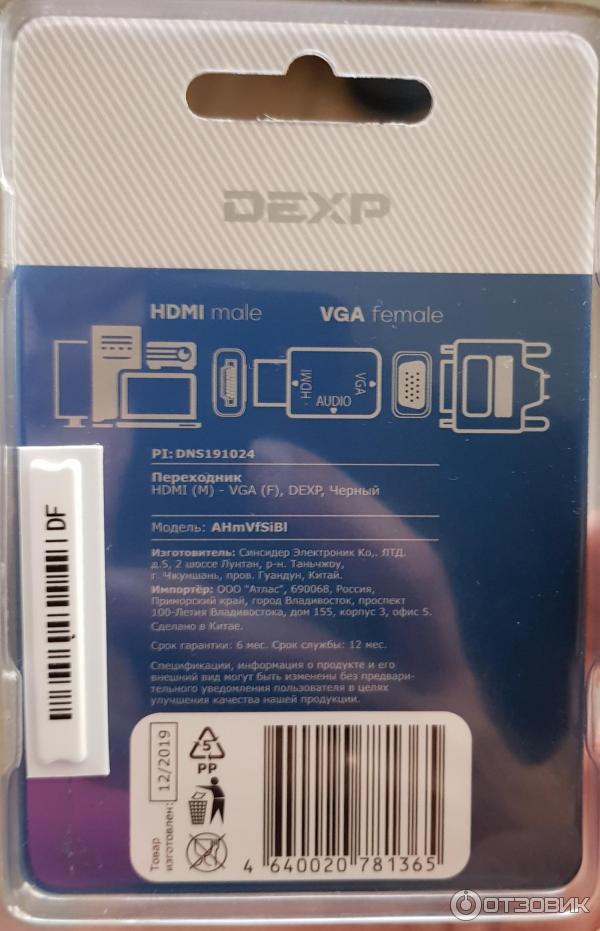 DEXP
HDMI male
VGA female
HDMI
AUDIO
VGA
PI: DNS191024
Переходник
HDMI (M) - VGA (F), DEXP, Черный
Модель: AHmVfSiBl
Изготовитель: Синсидер Электроник Ко,. ЛТД.
д.5, 2 шоссе Лунтан, р-н. Таньчжоу,
г. Чжуншань, пров. Гуандун, Китай.
Импортёр: ООО "Атлас", 690068, Россия,
Приморский край, город Владивосток, проспект
100-Летия Владивостока, дом 155, корпус 3, офис 5.
Сделано в Китае.
Срок гарантии: 6 мес. Срок службы: 12 мес.
Спецификации, информация о продукте и его
внешний вид могут быть изменены без предвари-
тельного уведомления пользователя в целях
улучшения качества нашей продукции.
DF
Товар
изготовлен:
12/2019
5
PP
4 640020 781365
ОТЗОВИК